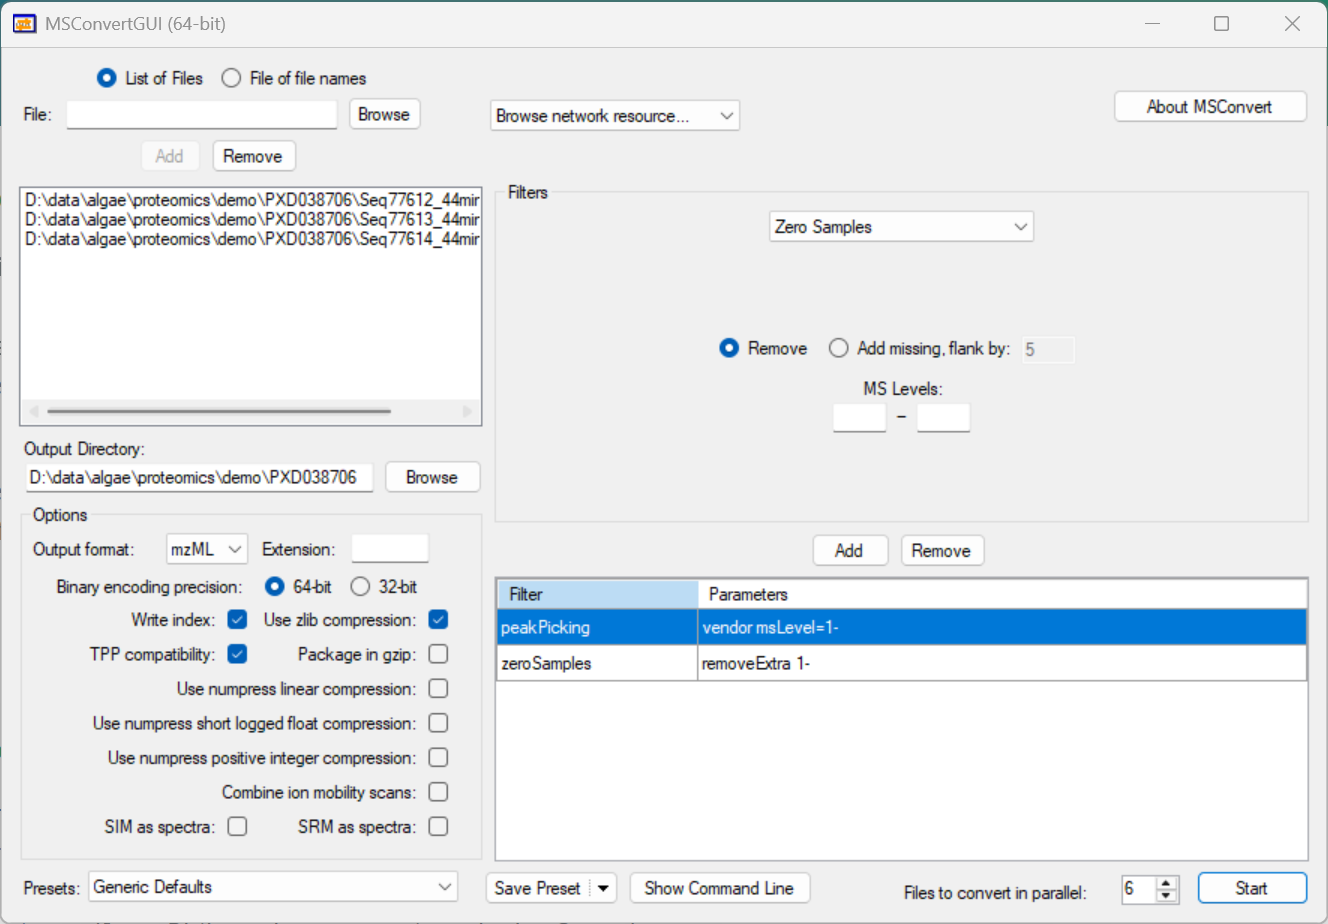 MSConvertGUI (64-bit)
List of Files File of file names
File: Browse Browse network resource... About MSConvert
Add Remove
D:\data\algae\proteomics\demo\PXD038706\Seq77612_44mir
D:\data\algae\proteomics\demo\PXD038706\Seq77613_44mir
D:\data\algae\proteomics\demo\PXD038706\Seq77614_44mir
Filters
Zero Samples
Remove Add missing, flank by: 5
MS Levels:
-
Output Directory:
D:\data\algae\proteomics\demo\PXD038706 Browse
Options
Output format: mzML Extension:
Binary encoding precision: 64-bit 32-bit
Write index: Use zlib compression:
TPP compatibility: Package in gzip:
Use numpress linear compression:
Use numpress short logged float compression:
Use numpress positive integer compression:
Combine ion mobility scans:
SIM as spectra: SRM as spectra:
Add Remove
Filter Parameters
peakPicking vendor msLevel=1-
zeroSamples removeExtra 1-
Presets: Generic Defaults Save Preset Show Command Line Files to convert in parallel: 6 Start